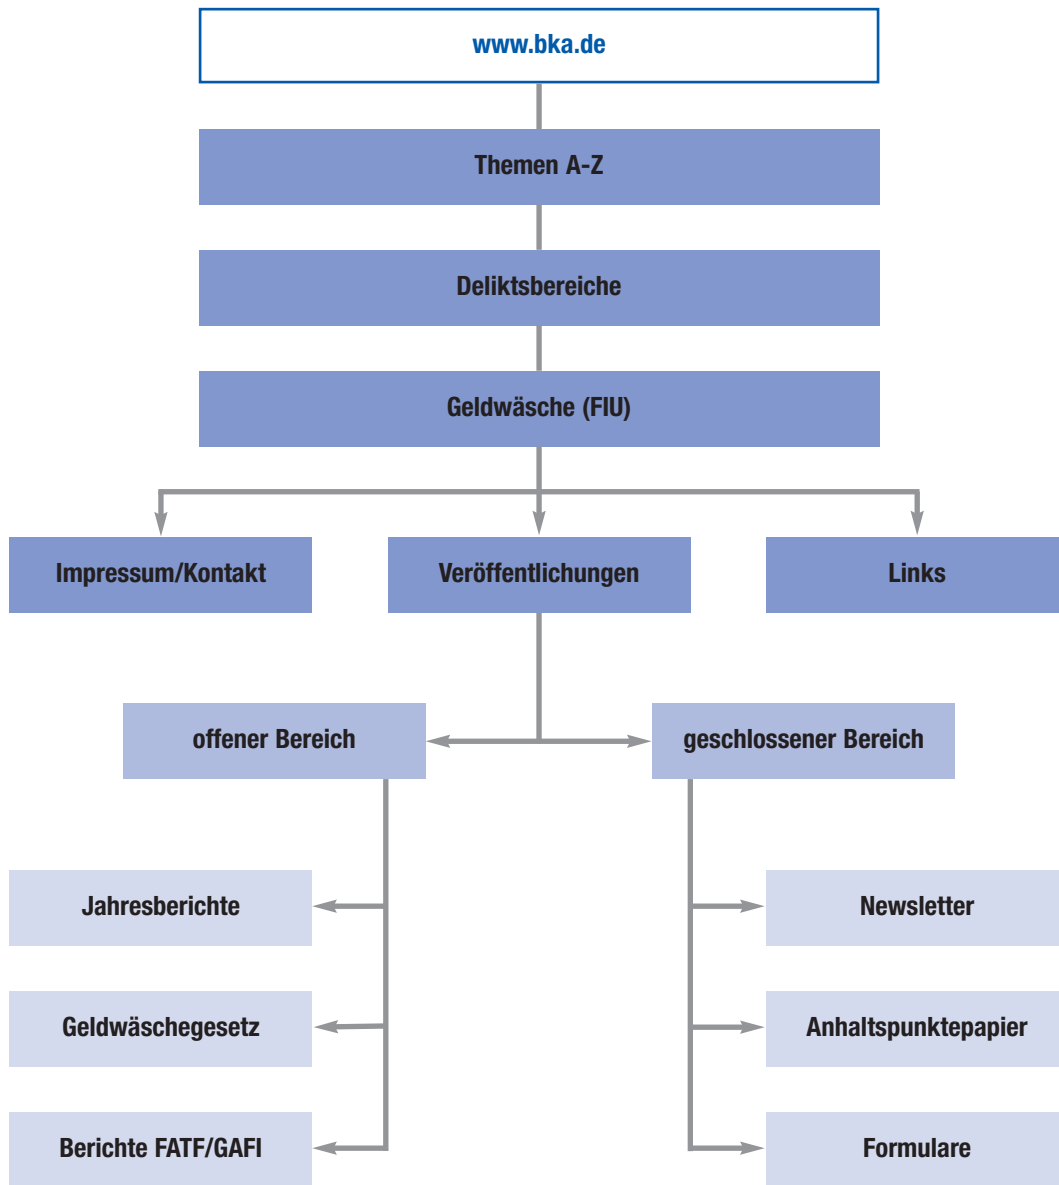 www.bka.de
Themen A-Z
Deliktsbereiche
Geldwäsche (FIU)
Impressum/Kontakt
Veröffentlichungen
Links
offener Bereich
geschlossener Bereich
Jahresberichte
Newsletter
Geldwäschegesetz
Anhaltspunktepapier
Berichte FATF/GAFI
Formulare